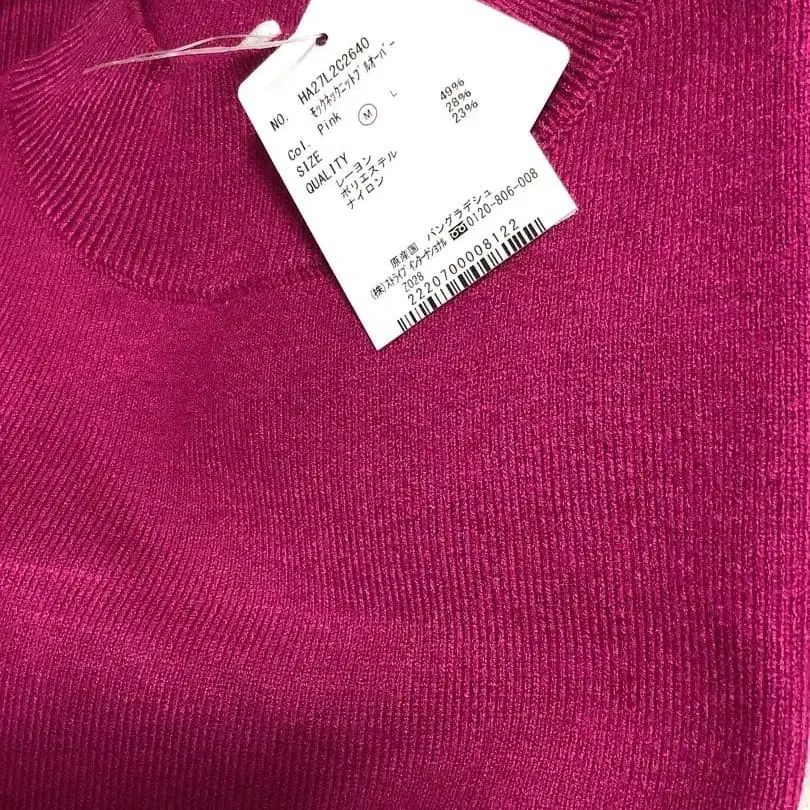 NO. HA27L2C2640
モックネックニットプルオーバー
Col. Pink
SIZE Ⓜ L
QUALITY
レーヨン 49%
ポリエステル 28%
ナイロン 23%
原産国 バングラデシュ
(株)ストライプ インターナショナル 0120-806-008
Z028
2220700008122